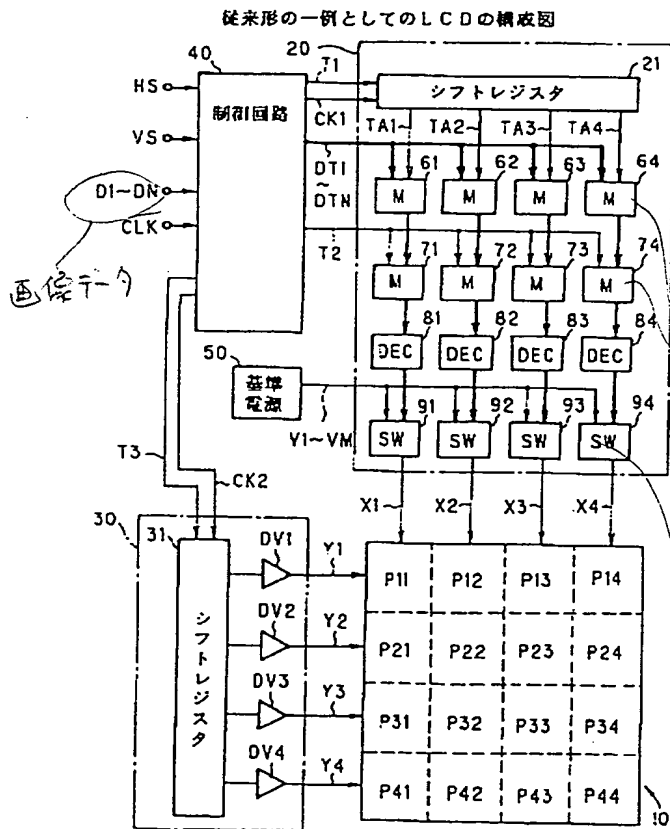 従来形の一例としてのLCDの構成図
20
40
T1
21
HS
制御回路
シフトレジスタ
CK1
TA1 TA2 TA3 TA4
VS
61 62 63 64
DT1
~
DTN
M M M M
D1~DN
CLK
T2
画像データ
71 72 73 74
M M M M
81 82 83 84
DEC DEC DEC DEC
50
基準
電源
91 92 93 94
V1~VM
SW SW SW SW
T3
CK2
X1 X2 X3 X4
30
31
シフトレジスタ
DV1 Y1
P11 P12 P13 P14
DV2 Y2
P21 P22 P23 P24
DV3 Y3
P31 P32 P33 P34
DV4 Y4
P41 P42 P43 P44
10